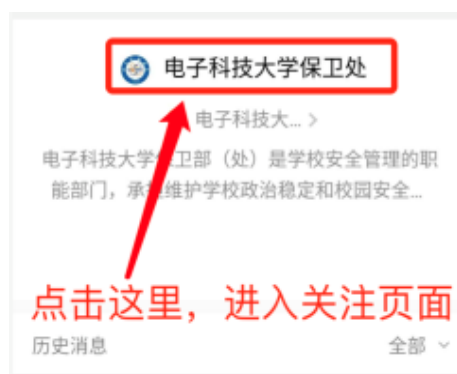 电子科技大学保卫处
电子科技大... >
电子科技大学保卫部（处）是学校安全管理的职
能部门，承担维护学校政治稳定和校园安全...
点击这里，进入关注页面
历史消息
全部